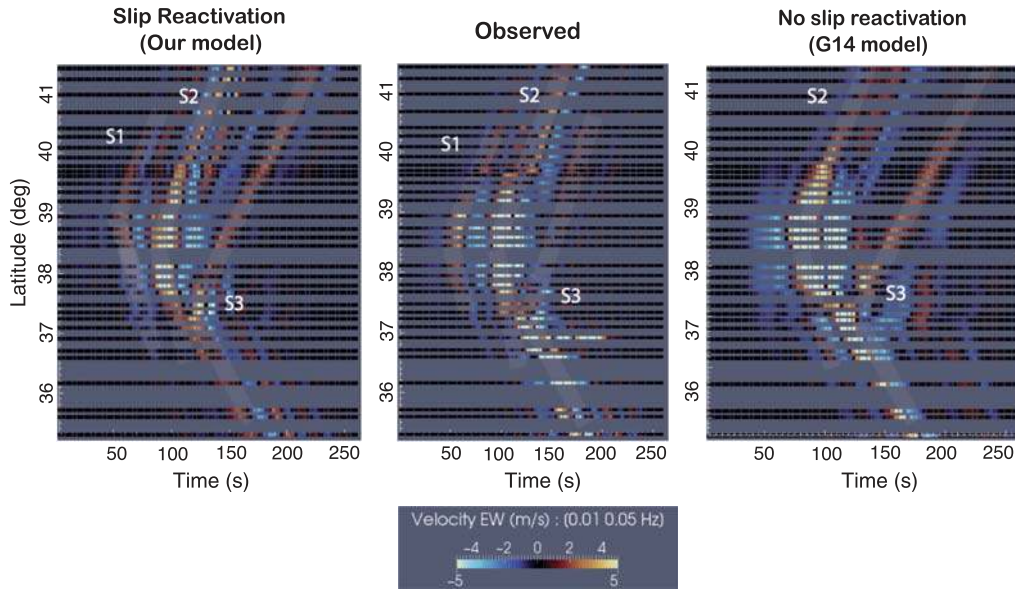 Slip Reactivation
(Our model)
Observed
No slip reactivation
(G14 model)
Latitude (deg)
41
40
39
38
37
36
S1
S2
S3
50 100 150 200 250
Time (s)
41
40
39
38
37
36
S1
S2
S3
50 100 150 200 250
Time (s)
41
40
39
38
37
36
S2
S3
50 100 150 200 250
Time (s)
Velocity EW (m/s) : (0.01 0.05 Hz)
-4 -2 0 2 4
-5 5